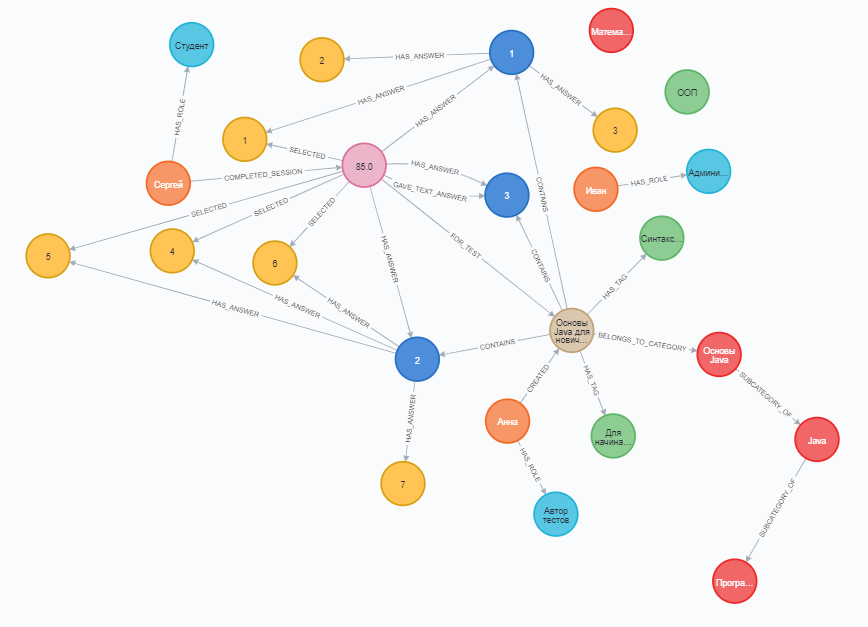 Матема...
Студент
HAS_ANSWER
1
2
ООП
HAS_ANSWER
HAS_ANSWER
HAS_ANSWER
HAS_ROLE
3
1
SELECTED
85.0
HAS_ANSWER
HAS_ROLE
Админи...
COMPLETED_SESSION
Сергей
Иван
GAVE_TEXT_ANSWER
3
CONTAINS
SELECTED
SELECTED
SELECTED
Синтакс...
FOR_TEST
5
4
6
HAS_ANSWER
CONTAINS
HAS_TAG
HAS_ANSWER
HAS_ANSWER
HAS_ANSWER
Основы
Java для
нович...
BELONGS_TO_CATEGORY
CONTAINS
2
Основы
Java
CREATED
HAS_TAG
SUBCATEGORY_OF
HAS_ANSWER
Анна
Для
начина...
Java
HAS_ROLE
7
SUBCATEGORY_OF
Автор
тестов
Програ...